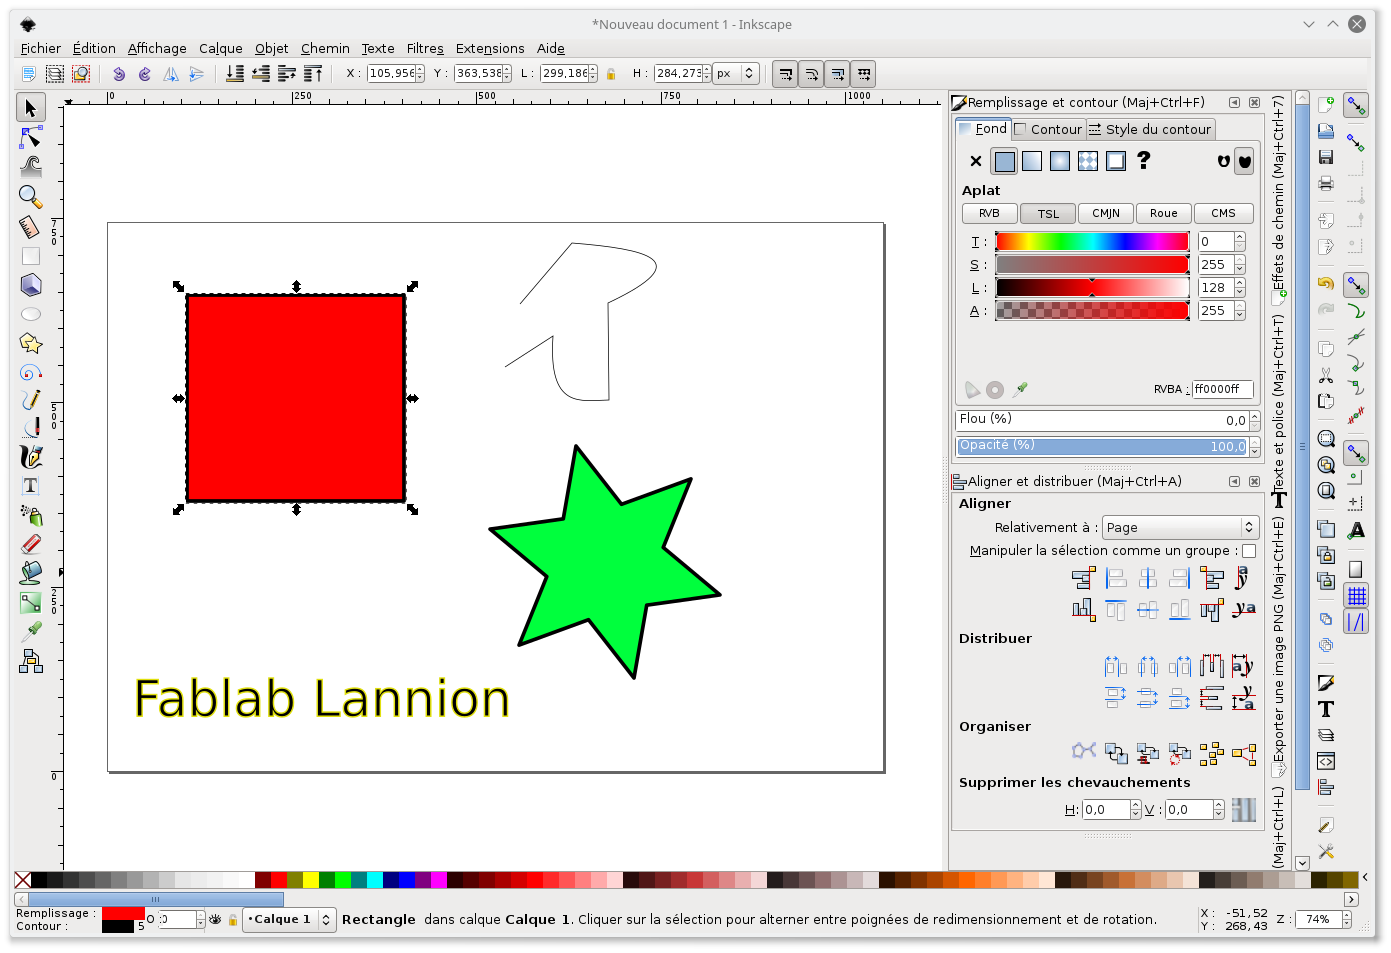 *Nouveau document 1 - Inkscape
Fichier Édition Affichage Calque Objet Chemin Texte Filtres Extensions Aide
X : 105,956 Y : 363,538 L : 299,186 H : 284,273 px
0 250 500 750 1000
750
500
250
0
Fablab Lannion
Remplissage et contour (Maj+Ctrl+F)
Fond Contour Style du contour
Aplat
RVB TSL CMJN Roue CMS
T : 0
S : 255
L : 128
A : 255
RVBA : ff0000ff
Flou (%) 0,0
Opacité (%) 100,0
Aligner et distribuer (Maj+Ctrl+A)
Aligner
Relativement à : Page
Manipuler la sélection comme un groupe :
Distribuer
Organiser
Supprimer les chevauchements
H: 0,0 V : 0,0
Effets de chemin (Maj+Ctrl+7)
Texte et police (Maj+Ctrl+T)
Exporter une image PNG (Maj+Ctrl+E)
(Maj+Ctrl+L)
Remplissage : O :0 •Calque 1 Rectangle dans calque Calque 1. Cliquer sur la sélection pour alterner entre poignées de redimensionnement et de rotation. X : -51,52 Z : 74%
Contour : 5 Y : 268,43